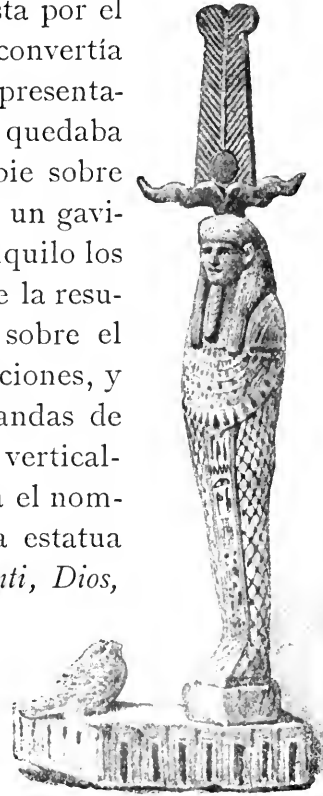 sta por el
convertía
presenta-
quedaba
pie sobre
un gavi-
quilo los
e la resu-
sobre el
ciones, y
andas de
vertical-
el nom-
a estatua
nti, Dios,